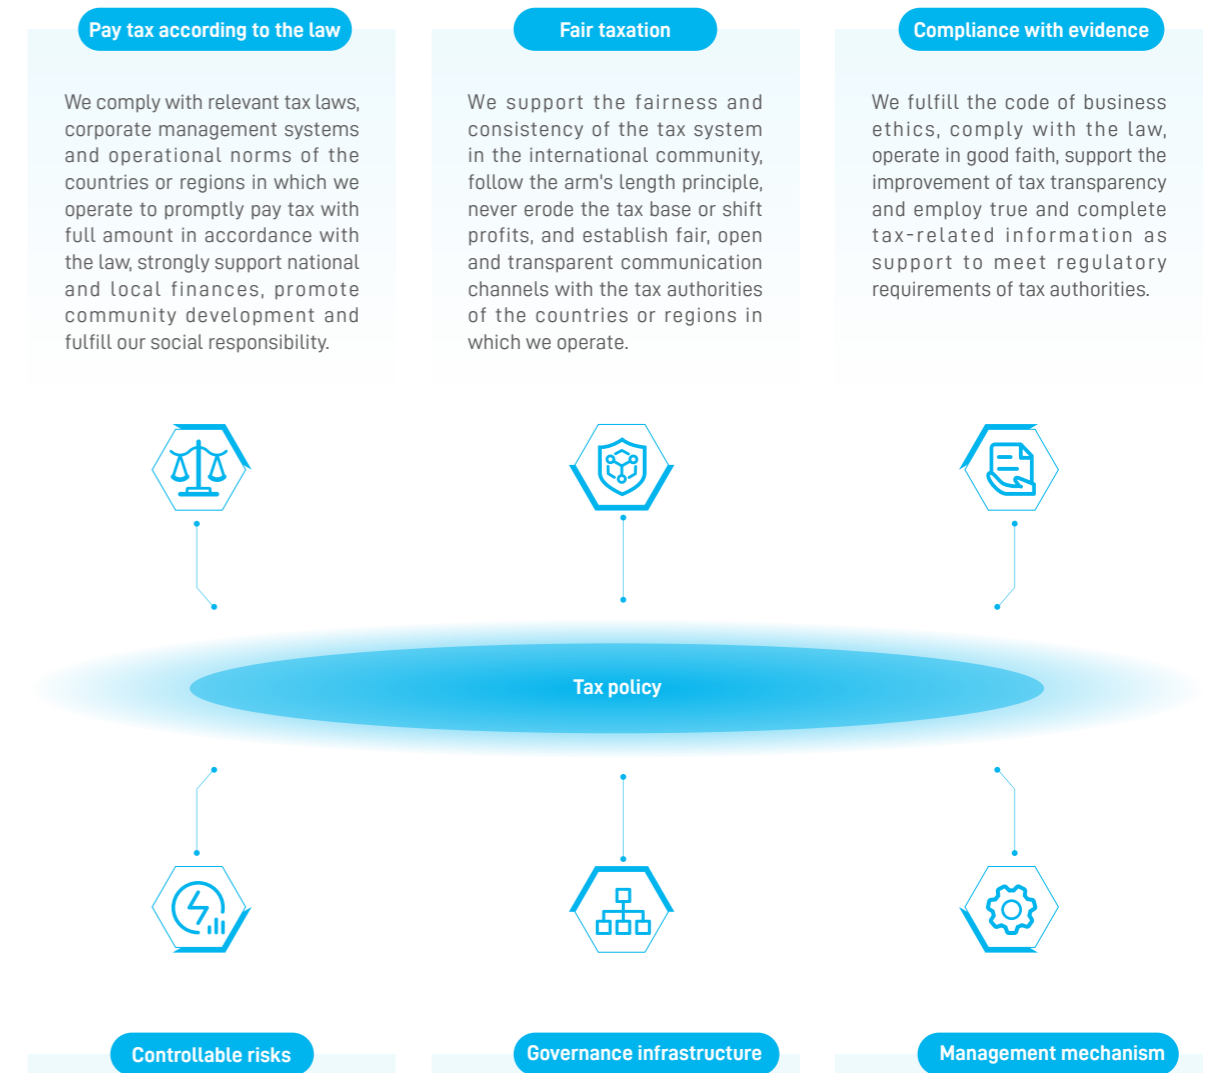 Pay tax according to the law
We comply with relevant tax laws,
corporate management systems
and operational norms of the
countries or regions in which we
operate to promptly pay tax with
full amount in accordance with
the law, strongly support national
and local finances, promote
community development and
fulfill our social responsibility.
Fair taxation
We support the fairness and
consistency of the tax system
in the international community,
follow the arm's length principle,
never erode the tax base or shift
profits, and establish fair, open
and transparent communication
channels with the tax authorities
of the countries or regions in
which we operate.
Compliance with evidence
We fulfill the code of business
ethics, comply with the law,
operate in good faith, support the
improvement of tax transparency
and employ true and complete
tax-related information as
support to meet regulatory
requirements of tax authorities.
Tax policy
Controllable risks
Governance infrastructure
Management mechanism